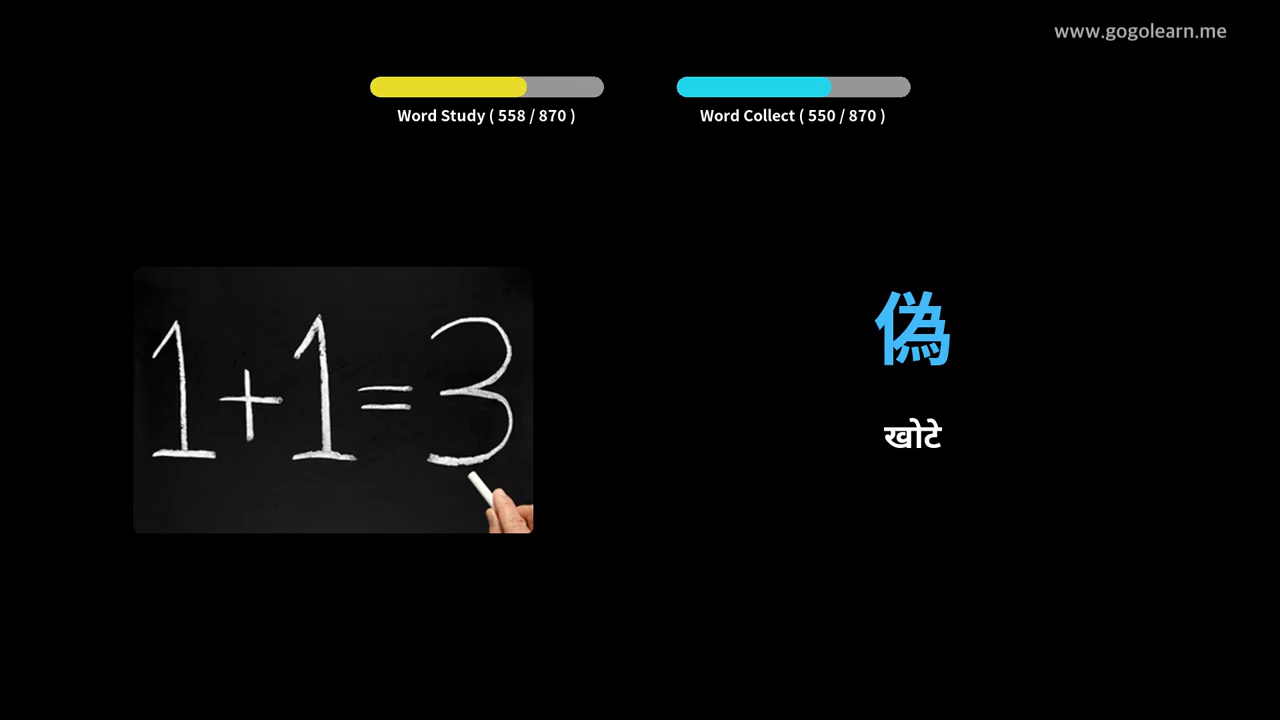 www.gogolearn.me
Word Study ( 558 / 870 )
Word Collect ( 550 / 870 )
1+1=3
偽
खोटे